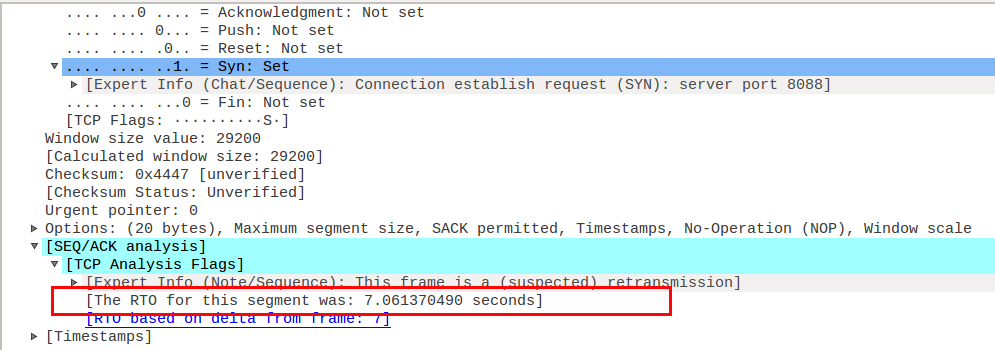 .... ...0 .... = Acknowledgment: Not set
.... .... 0... = Push: Not set
.... .... .0.. = Reset: Not set
.... .... ..1. = Syn: Set
[Expert Info (Chat/Sequence): Connection establish request (SYN): server port 8088]
.... .... ...0 = Fin: Not set
[TCP Flags: ··········S·]
Window size value: 29200
[Calculated window size: 29200]
Checksum: 0x4447 [unverified]
[Checksum Status: Unverified]
Urgent pointer: 0
Options: (20 bytes), Maximum segment size, SACK permitted, Timestamps, No-Operation (NOP), Window scale
[SEQ/ACK analysis]
[TCP Analysis Flags]
[Expert Info (Note/Sequence): This frame is a (suspected) retransmission]
[The RTO for this segment was: 7.061370490 seconds]
[RTO based on delta from frame: 7]
[Timestamps]